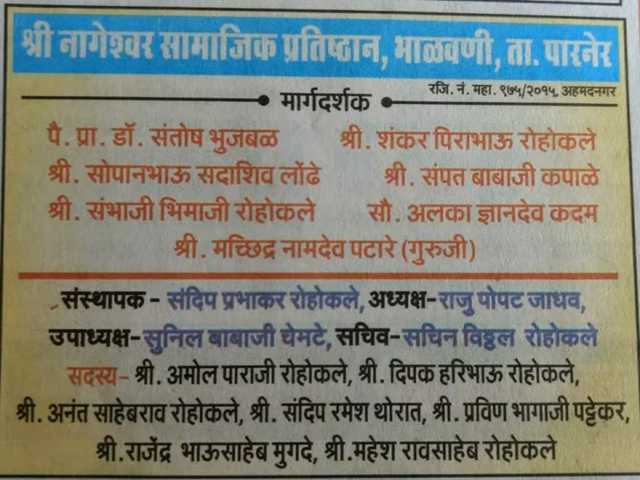 श्री नागेश्वर सामाजिक प्रतिष्ठान, भाळवणी, ता. पारनेर
रजि. नं. महा. ९७५/२०१५, अहमदनगर
मार्गदर्शक
पै. प्रा. डॉ. संतोष भुजबळ श्री. शंकर पिराभाऊ रोहोकले
श्री. सोपानभाऊ सदाशिव लोंढे श्री. संपत बाबाजी कपाळे
श्री. संभाजी भिमाजी रोहोकले सौ. अलका ज्ञानदेव कदम
श्री. मच्छिद्र नामदेव पटारे (गुरुजी)
संस्थापक - संदिप प्रभाकर रोहोकले, अध्यक्ष-राजु पोपट जाधव,
उपाध्यक्ष-सुनिल बाबाजी चेमटे, सचिव-सचिन विठ्ठल रोहोकले
सदस्य- श्री. अमोल पाराजी रोहोकले, श्री. दिपक हरिभाऊ रोहोकले,
श्री. अनंत साहेबराव रोहोकले, श्री. संदिप रमेश थोरात, श्री. प्रविण भागाजी पट्टेकर,
श्री.राजेंद्र भाऊसाहेब मुगदे, श्री.महेश रावसाहेब रोहोकले